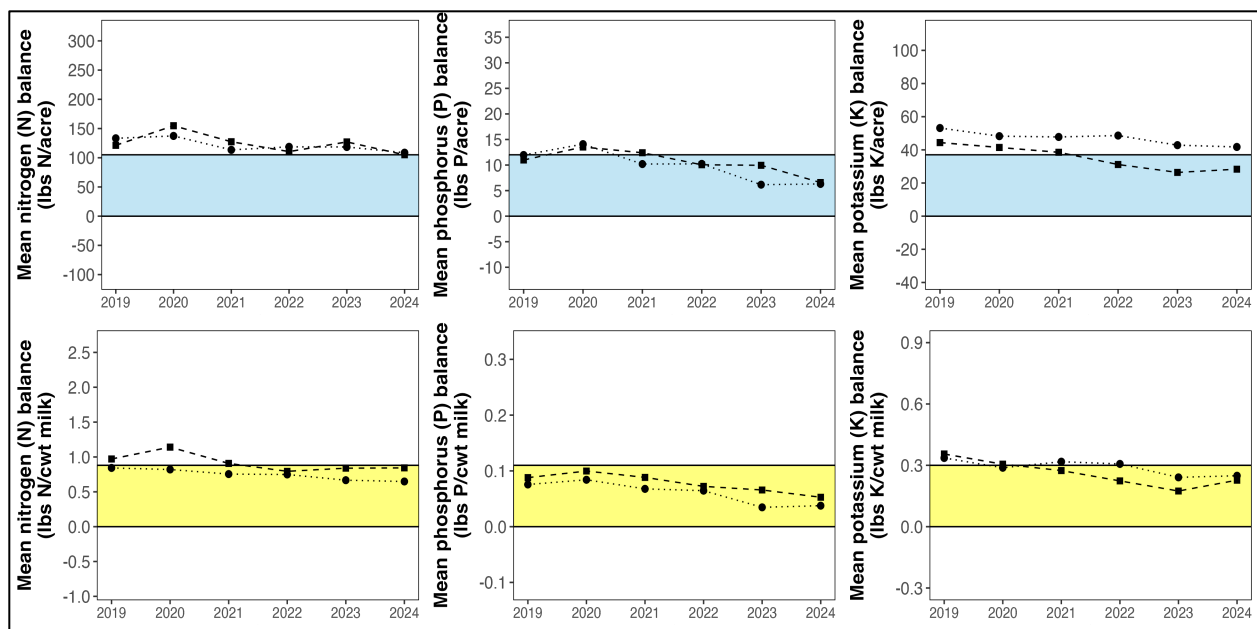 Mean nitrogen (N) balance
(lbs N/acre)
300
250
200
150
100
50
0
-50
-100
2019 2020 2021 2022 2023 2024
Mean phosphorus (P) balance
(lbs P/acre)
35
30
25
20
15
10
5
0
-5
-10
2019 2020 2021 2022 2023 2024
Mean potassium (K) balance
(lbs K/acre)
100
80
60
40
20
0
-20
-40
2019 2020 2021 2022 2023 2024
Mean nitrogen (N) balance
(lbs N/cwt milk)
2.5
2.0
1.5
1.0
0.5
0.0
-0.5
-1.0
2019 2020 2021 2022 2023 2024
Mean phosphorus (P) balance
(lbs P/cwt milk)
0.3
0.2
0.1
0.0
-0.1
2019 2020 2021 2022 2023 2024
Mean potassium (K) balance
(lbs K/cwt milk)
0.9
0.6
0.3
0.0
-0.3
2019 2020 2021 2022 2023 2024